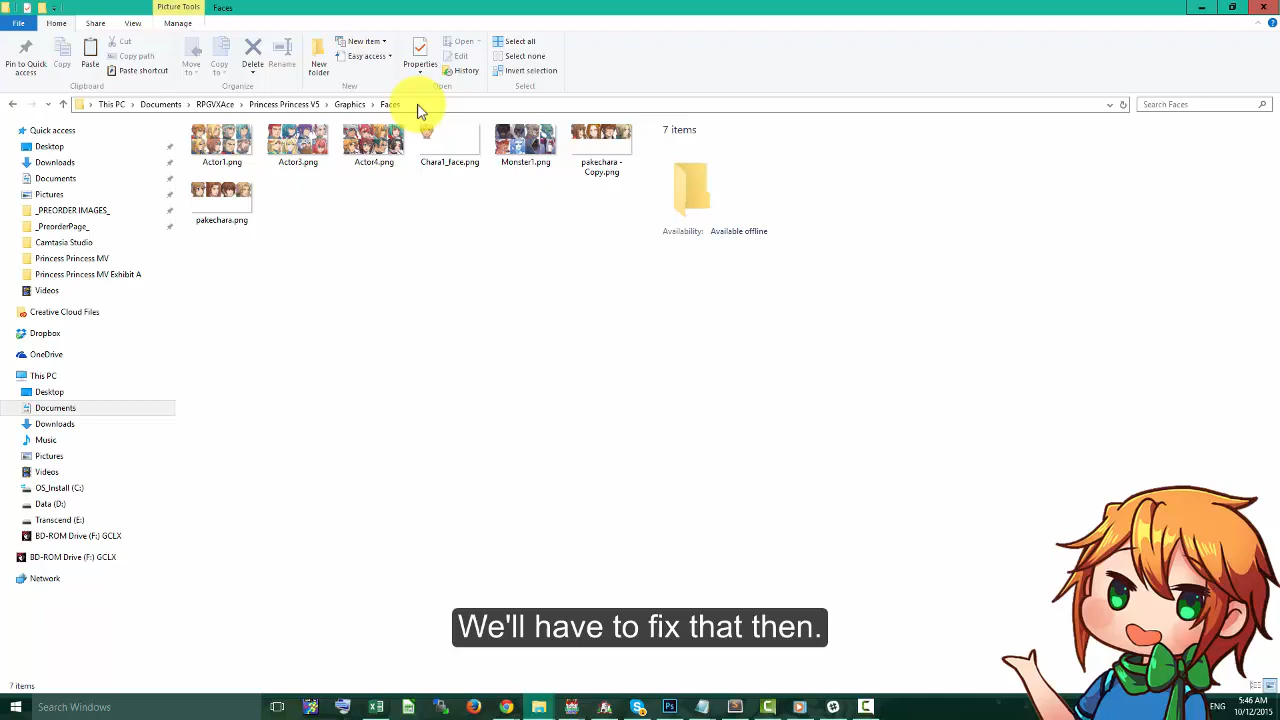 Picture Tools
Faces
File
Home
Share
View
Manage
Pin to Quick access
Copy
Paste
Cut
Copy path
Paste shortcut
Clipboard
Move to
Copy to
Delete
Rename
Organize
New folder
New item
Easy access
New
Properties
Open
Edit
History
Open
Select all
Select none
Invert selection
Select
This PC > Documents > RPGVXAce > Princess Princess V5 > Graphics > Faces
Search Faces
Quick access
Desktop
Downloads
Documents
Pictures
_PREORDER IMAGES_
_PreorderPage_
Camtasia Studio
Princess Princess MV
Princess Princess MV Exhibit A
Videos
Creative Cloud Files
Dropbox
OneDrive
This PC
Desktop
Documents
Downloads
Music
Pictures
Videos
OS_Install (C:)
Data (D:)
Transcend (E:)
BD-ROM Drive (F:) GCLX
BD-ROM Drive (F:) GCLX
Network
Actor1.png
Actor3.png
Actor4.png
Chara1_face.png
Monster1.png
pakechara -
Copy.png
pakechara.png
7 items
Availability: Available offline
We'll have to fix that then.
7 items
Search Windows
ENG
5:46 AM
10/12/2015